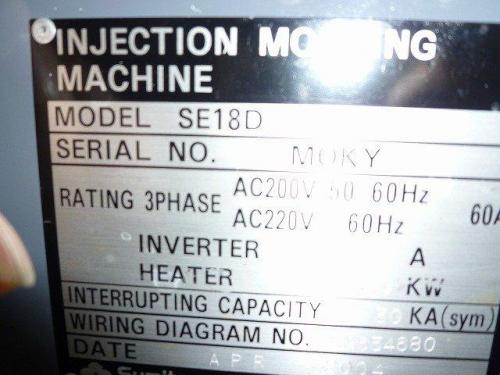 INJECTION
MACHINE
MODEL SE18D
SERIAL NO. MOKY
RATING 3PHASE AC200V 50 60Hz 60A
AC220V 60Hz
INVERTER A
HEATER KW
INTERRUPTING CAPACITY KA(sym)
WIRING DIAGRAM NO.
DATE APR